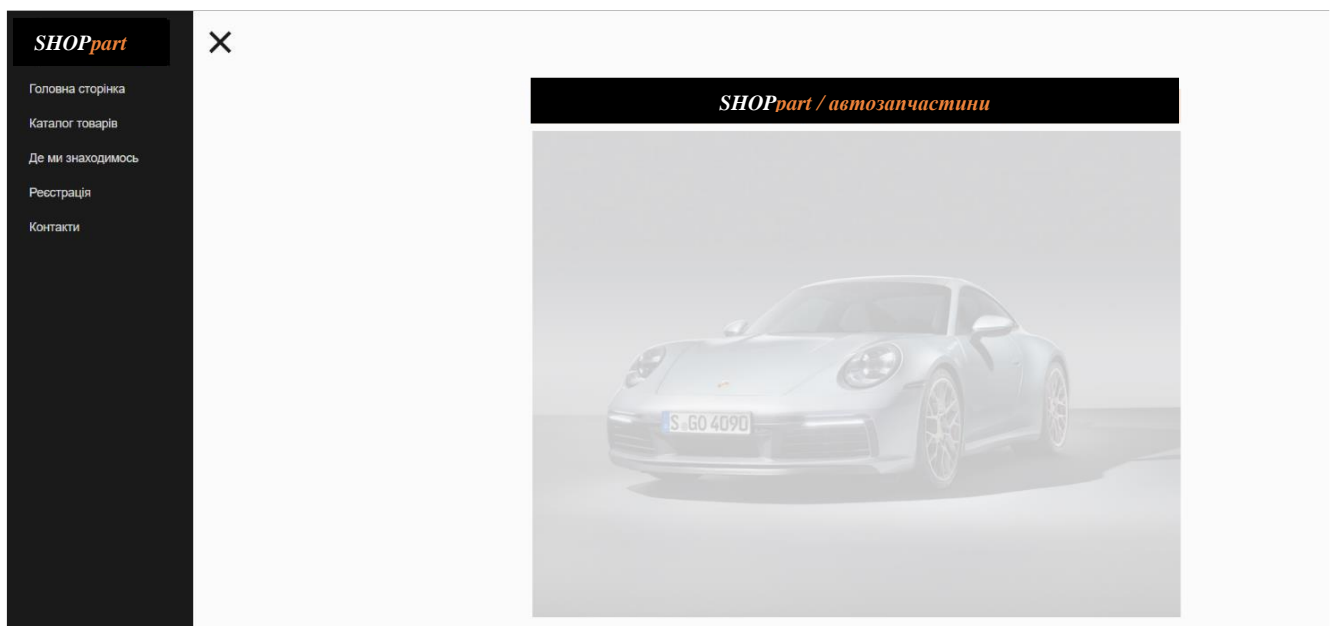 SHOPpart
Головна сторінка
Каталог товарів
Де ми знаходимось
Реєстрація
Контакти
SHOPpart / автозапчастини
S GO 4090